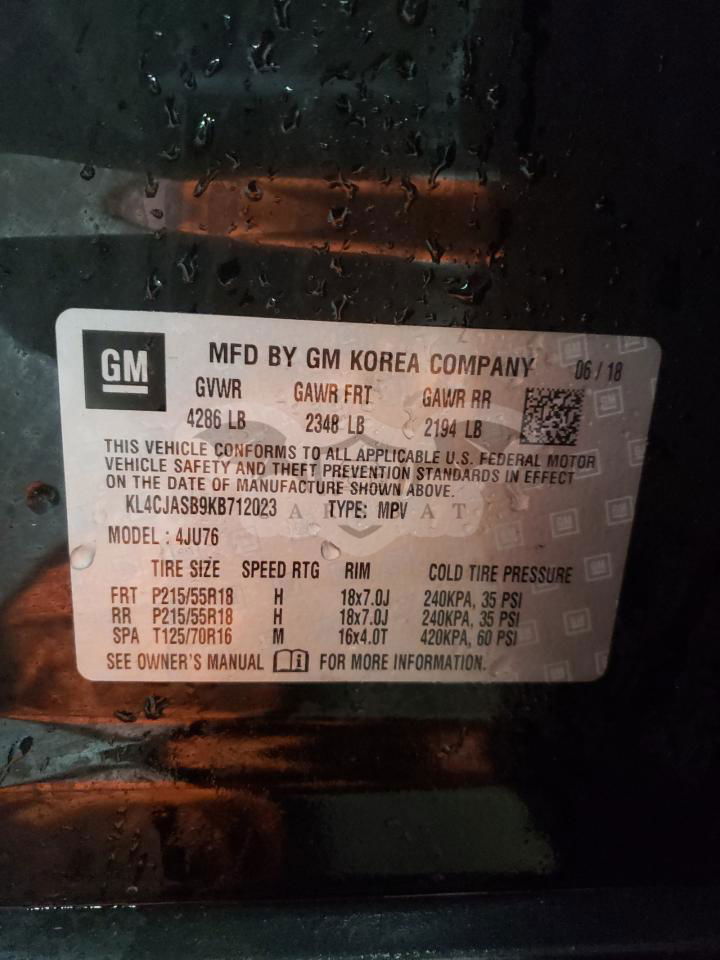 GM
MFD BY GM KOREA COMPANY 06 / 18
GVWR GAWR FRT GAWR RR
4286 LB 2348 LB 2194 LB
THIS VEHICLE CONFORMS TO ALL APPLICABLE U.S. FEDERAL MOTOR
VEHICLE SAFETY AND THEFT PREVENTION STANDARDS IN EFFECT
ON THE DATE OF MANUFACTURE SHOWN ABOVE.
KL4CJASB9KB712023 TYPE: MPV
MODEL : 4JU76
TIRE SIZE SPEED RTG RIM COLD TIRE PRESSURE
FRT P215/55R18 H 18x7.0J 240KPA, 35 PSI
RR P215/55R18 H 18x7.0J 240KPA, 35 PSI
SPA T125/70R16 M 16x4.0T 420KPA, 60 PSI
SEE OWNER'S MANUAL i FOR MORE INFORMATION.